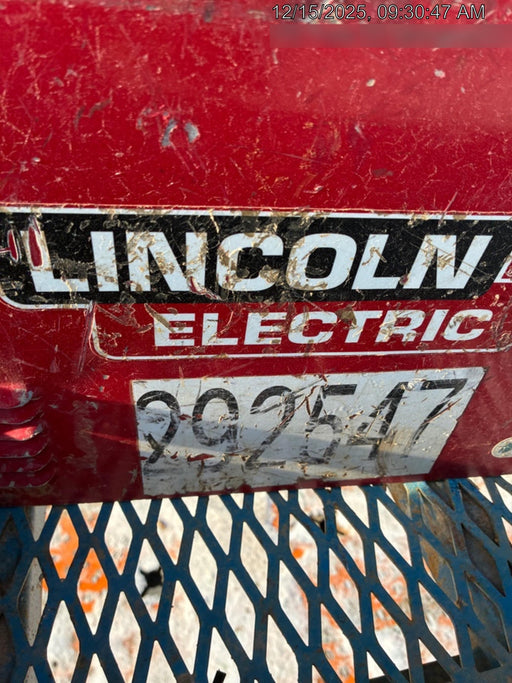 12/15/2025, 09:30:47 AM
LINCOLN
ELECTRIC
292547